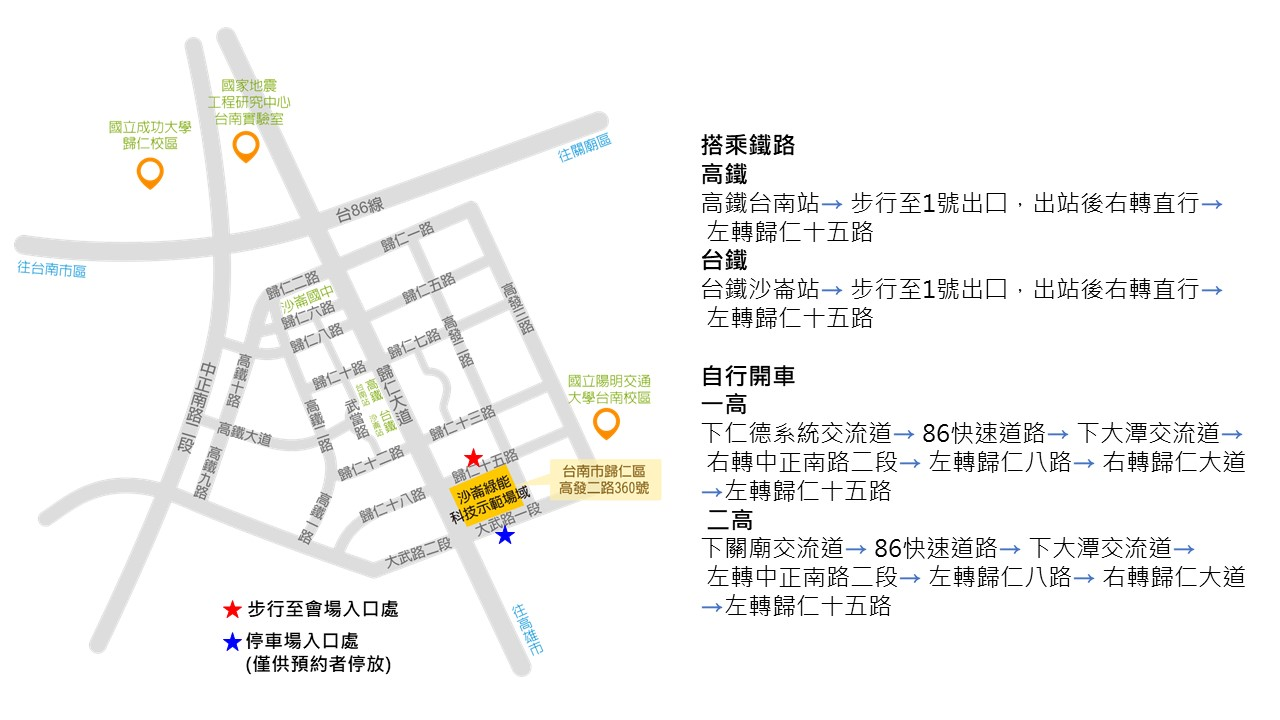 國家地震
工程研究中心
台南實驗室
國立成功大學
歸仁校區
往關廟區
台86線
往台南市區
歸仁一路
歸仁二路
沙崙國中
歸仁五路
歸仁六路
高發三路
歸仁八路
歸仁七路
高發二路
中正南路二段
高鐵十路
歸仁十路
高鐵
台南站
歸仁大道
武當路
台鐵
沙崙站
國立陽明交通
大學台南校區
高鐵二路
高鐵大道
歸仁十三路
高鐵九路
歸仁十二路
歸仁十五路
台南市歸仁區
高發二路360號
沙崙綠能
科技示範場域
高鐵一路
歸仁十八路
大武路一段
大武路二段
往高雄市
★ 步行至會場入口處
★ 停車場入口處
(僅供預約者停放)
搭乘鐵路
高鐵
高鐵台南站→ 步行至1號出口，出站後右轉直行→
左轉歸仁十五路
台鐵
台鐵沙崙站→ 步行至1號出口，出站後右轉直行→
左轉歸仁十五路
自行開車
一高
下仁德系統交流道→ 86快速道路→ 下大潭交流道→
右轉中正南路二段→ 左轉歸仁八路→ 右轉歸仁大道
→左轉歸仁十五路
二高
下關廟交流道→ 86快速道路→ 下大潭交流道→
左轉中正南路二段→ 左轉歸仁八路→ 右轉歸仁大道
→左轉歸仁十五路